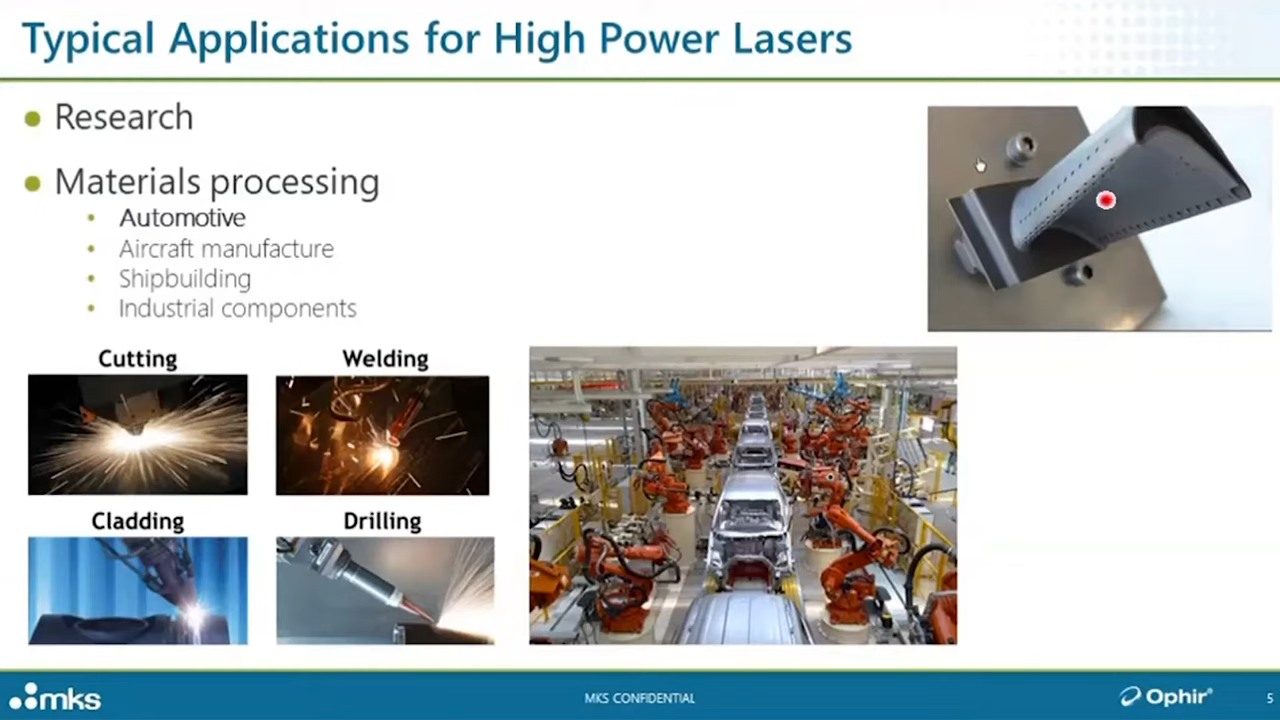 Typical Applications for High Power Lasers
Research
Materials processing
Automotive
Aircraft manufacture
Shipbuilding
Industrial components
Cutting
Welding
Cladding
Drilling
mks
MKS CONFIDENTIAL
Ophir®
5